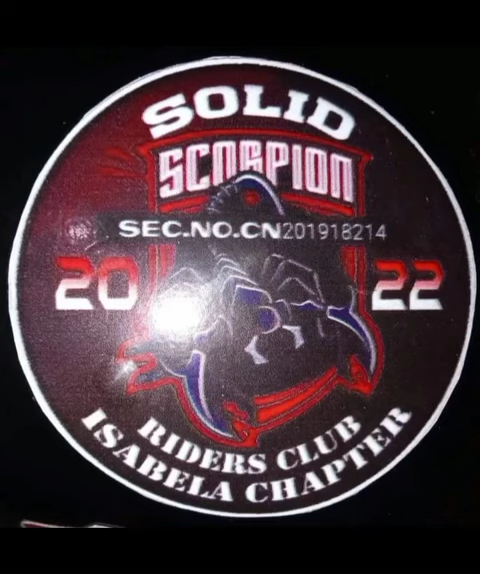 SOLID
SCORPION
SEC.NO.CN201918214
20 22
RIDERS CLUB
ISABELA CHAPTER